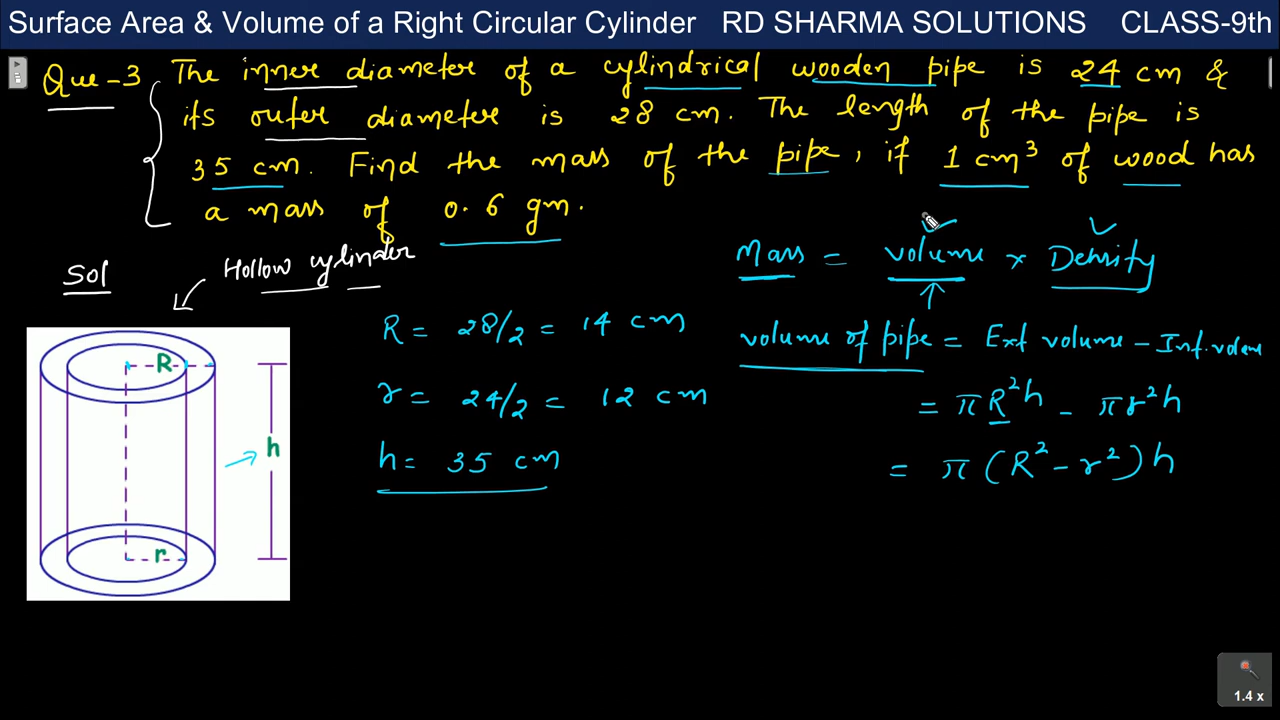 Surface Area & Volume of a Right Circular Cylinder RD SHARMA SOLUTIONS CLASS-9th
Que-3 The inner diameter of a cylindrical wooden pipe is 24 cm &
its outer diameter is 28 cm. The length of the pipe is
35 cm. Find the mass of the pipe, if 1 cm³ of wood has
a mass of 0.6 gm.
Sol
Hollow cylinder
Mass = volume × Density
R = 28/2 = 14 cm
volume of pipe = Ext volume - Int. volume
r = 24/2 = 12 cm
= πR²h - πr²h
h = 35 cm
= π(R²-r²)h
R
h
r
1.4 x